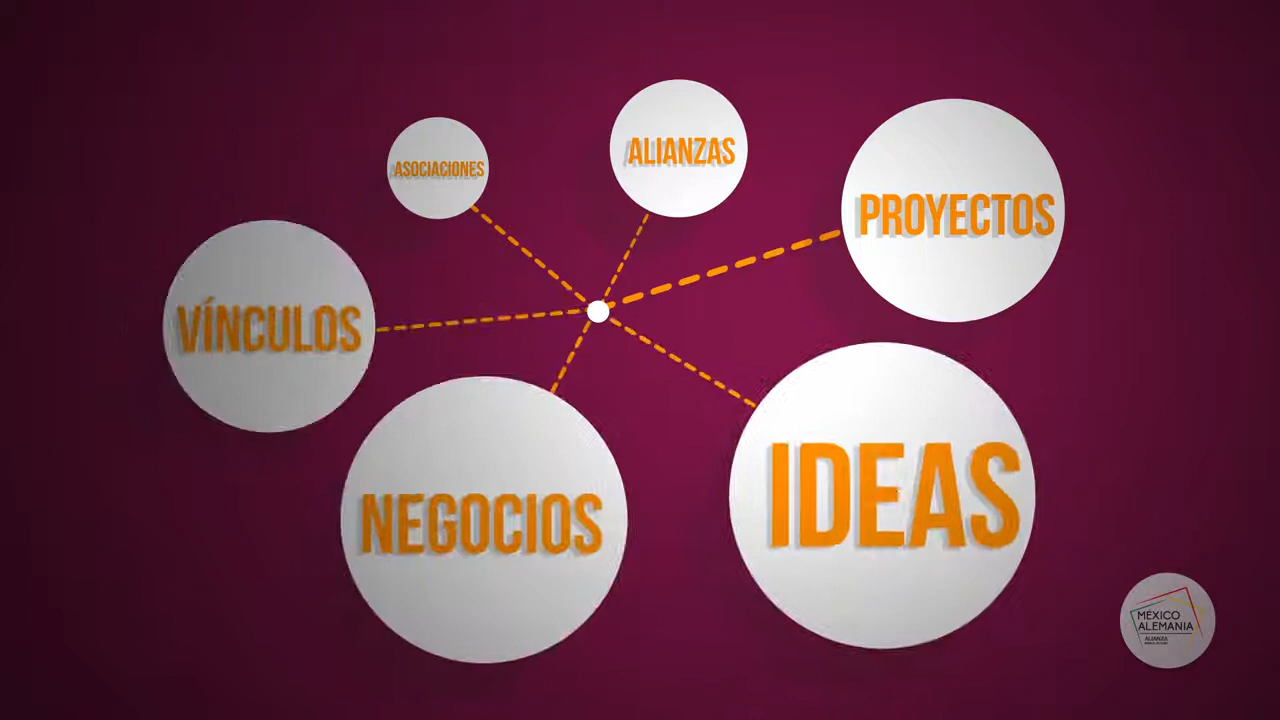 ASOCIACIONES
ALIANZAS
PROYECTOS
VÍNCULOS
NEGOCIOS
IDEAS
MÉXICO
ALEMANIA
ALIANZA